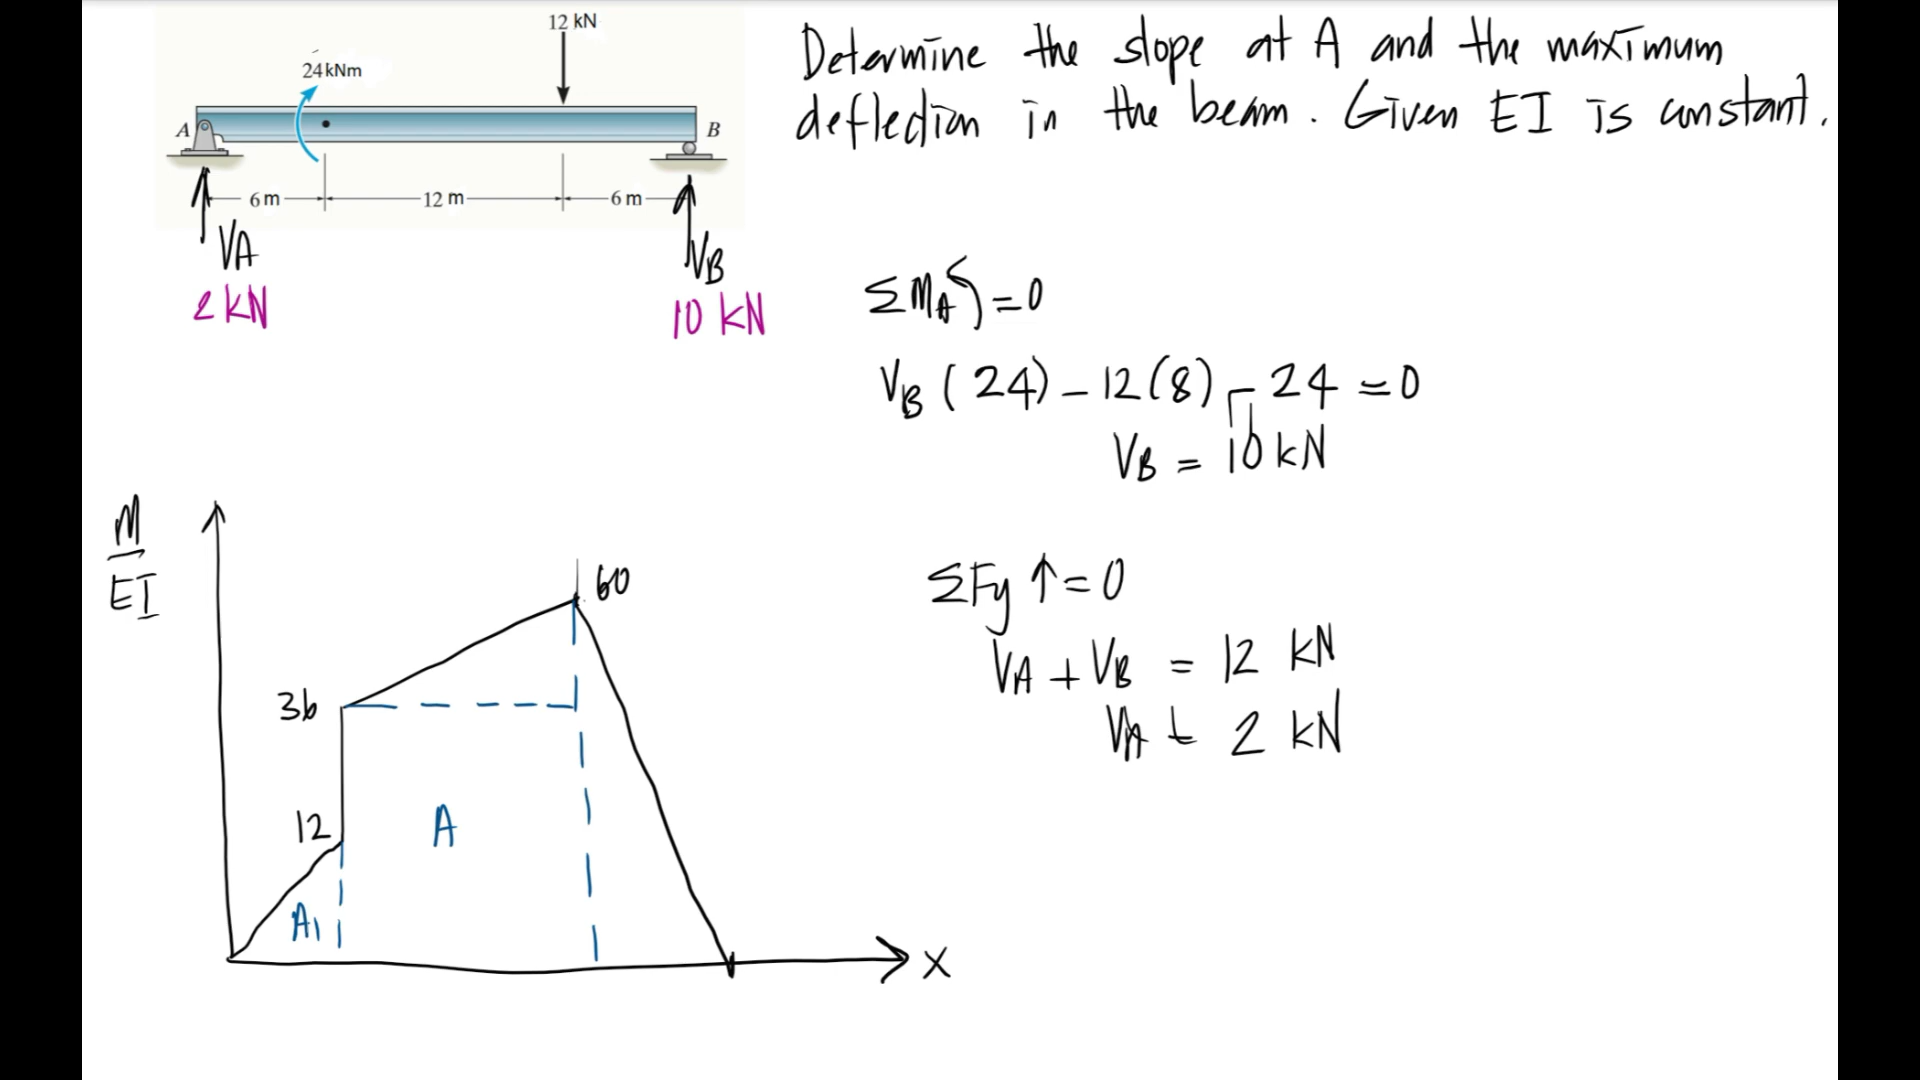 12 kN
Determine the slope at A and the maximum
deflection in the beam. Given EI is constant.
24 kNm
A
B
6 m
12 m
6 m
VA
VB
2 kN
10 kN
ΣMA = 0
VB (24) - 12(8) - 24 = 0
VB = 10 kN
M
EI
60
36
12
A
A1
x
ΣFy ↑ = 0
VA + VB = 12 kN
VA = 2 kN